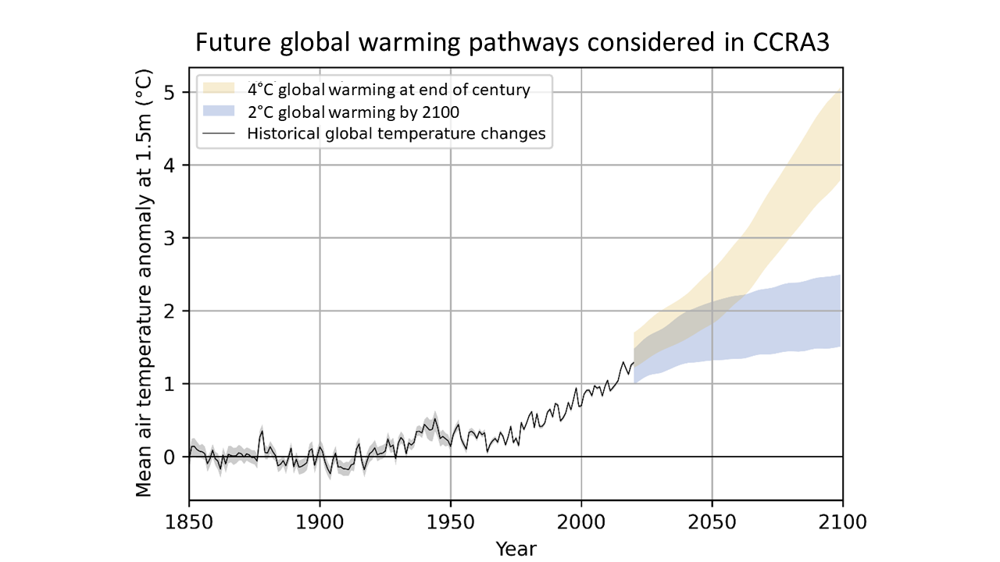 Future global warming pathways considered in CCRA3
Mean air temperature anomaly at 1.5m (°C)
4°C global warming at end of century
2°C global warming by 2100
Historical global temperature changes
5
4
3
2
1
0
1850 1900 1950 2000 2050 2100
Year